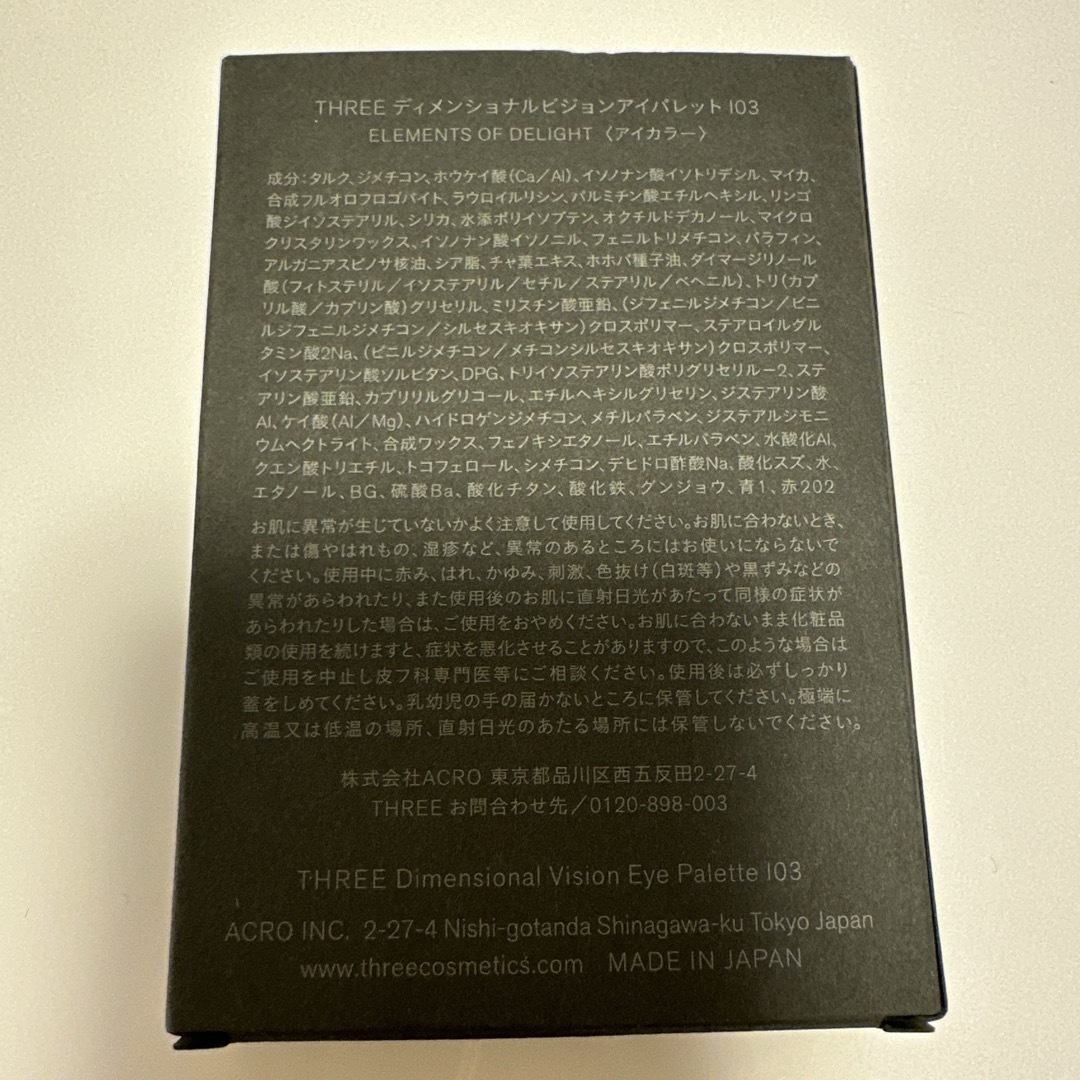 THREE ディメンショナルビジョンアイパレット I03
ELEMENTS OF DELIGHT 〈アイカラー〉
成分:タルク、ジメチコン、ホウケイ酸(Ca/Al)、イソノナン酸イソトリデシル、マイカ、
合成フルオロフロゴパイト、ラウロイルリシン、パルミチン酸エチルヘキシル、リンゴ
酸ジイソステアリル、シリカ、水添ポリイソブテン、オクチルドデカノール、マイクロ
クリスタリンワックス、イソノナン酸イソノニル、フェニルトリメチコン、パラフィン、
アルガニアスピノサ核油、シア脂、チャ葉エキス、ホホバ種子油、ダイマージリノール
酸(フィトステリル/イソステアリル/セチル/ステアリル/ベヘニル)、トリ(カプ
リル酸/カプリン酸)グリセリル、ミリスチン酸亜鉛、(ジフェニルジメチコン/ビニ
ルジフェニルジメチコン/シルセスキオキサン)クロスポリマー、ステアロイルグル
タミン酸2Na、(ビニルジメチコン/メチコンシルセスキオキサン)クロスポリマー、
イソステアリン酸ソルビタン、DPG、トリイソステアリン酸ポリグリセリル-2、ステ
アリン酸亜鉛、カプリリルグリコール、エチルヘキシルグリセリン、ジステアリン酸
Al、ケイ酸(Al/Mg)、ハイドロゲンジメチコン、メチルパラベン、ジステアルジモニ
ウムヘクトライト、合成ワックス、フェノキシエタノール、エチルパラベン、水酸化Al、
クエン酸トリエチル、トコフェロール、シメチコン、デヒドロ酢酸Na、酸化スズ、水、
エタノール、BG、硫酸Ba、酸化チタン、酸化鉄、グンジョウ、青1、赤202
お肌に異常が生じていないかよく注意して使用してください。お肌に合わないとき、
または傷やはれもの、湿疹など、異常のあるところにはお使いにならないで
ください。使用中に赤み、はれ、かゆみ、刺激、色抜け(白斑等)や黒ずみなどの
異常があらわれたり、また使用後のお肌に直射日光があたって同様の症状が
あらわれたりした場合は、ご使用をおやめください。お肌に合わないまま化粧品
類の使用を続けますと、症状を悪化させることがありますので、このような場合は
ご使用を中止し皮フ科専門医等にご相談ください。使用後は必ずしっかり
蓋をしめてください。乳幼児の手の届かないところに保管してください。極端に
高温又は低温の場所、直射日光のあたる場所には保管しないでください。
株式会社ACRO 東京都品川区西五反田2-27-4
THREE お問合わせ先/0120-898-003
THREE Dimensional Vision Eye Palette I03
ACRO INC. 2-27-4 Nishi-gotanda Shinagawa-ku Tokyo Japan
www.threecosmetics.com MADE IN JAPAN